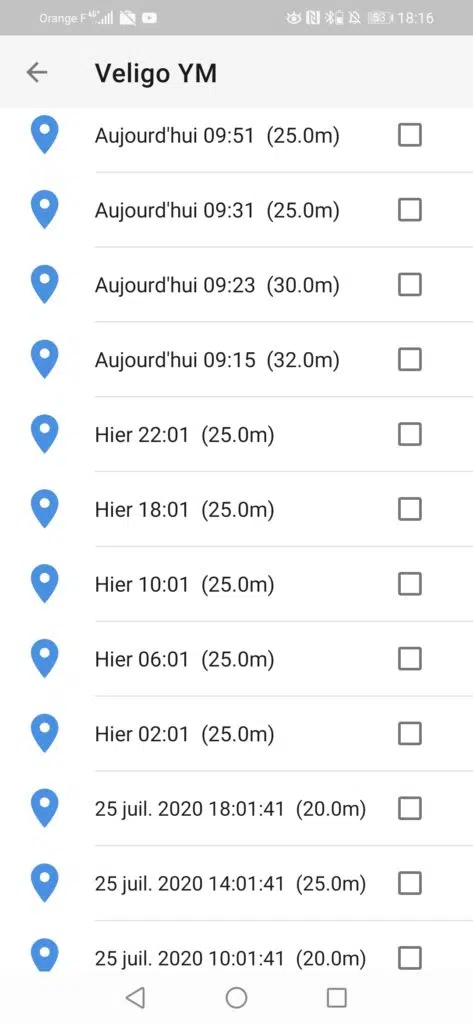 Orange F 4G+ 53 18:16
Veligo YM
Aujourd'hui 09:51 (25.0m)
Aujourd'hui 09:31 (25.0m)
Aujourd'hui 09:23 (30.0m)
Aujourd'hui 09:15 (32.0m)
Hier 22:01 (25.0m)
Hier 18:01 (25.0m)
Hier 10:01 (25.0m)
Hier 06:01 (25.0m)
Hier 02:01 (25.0m)
25 juil. 2020 18:01:41 (20.0m)
25 juil. 2020 14:01:41 (25.0m)
25 juil. 2020 10:01:41 (20.0m)